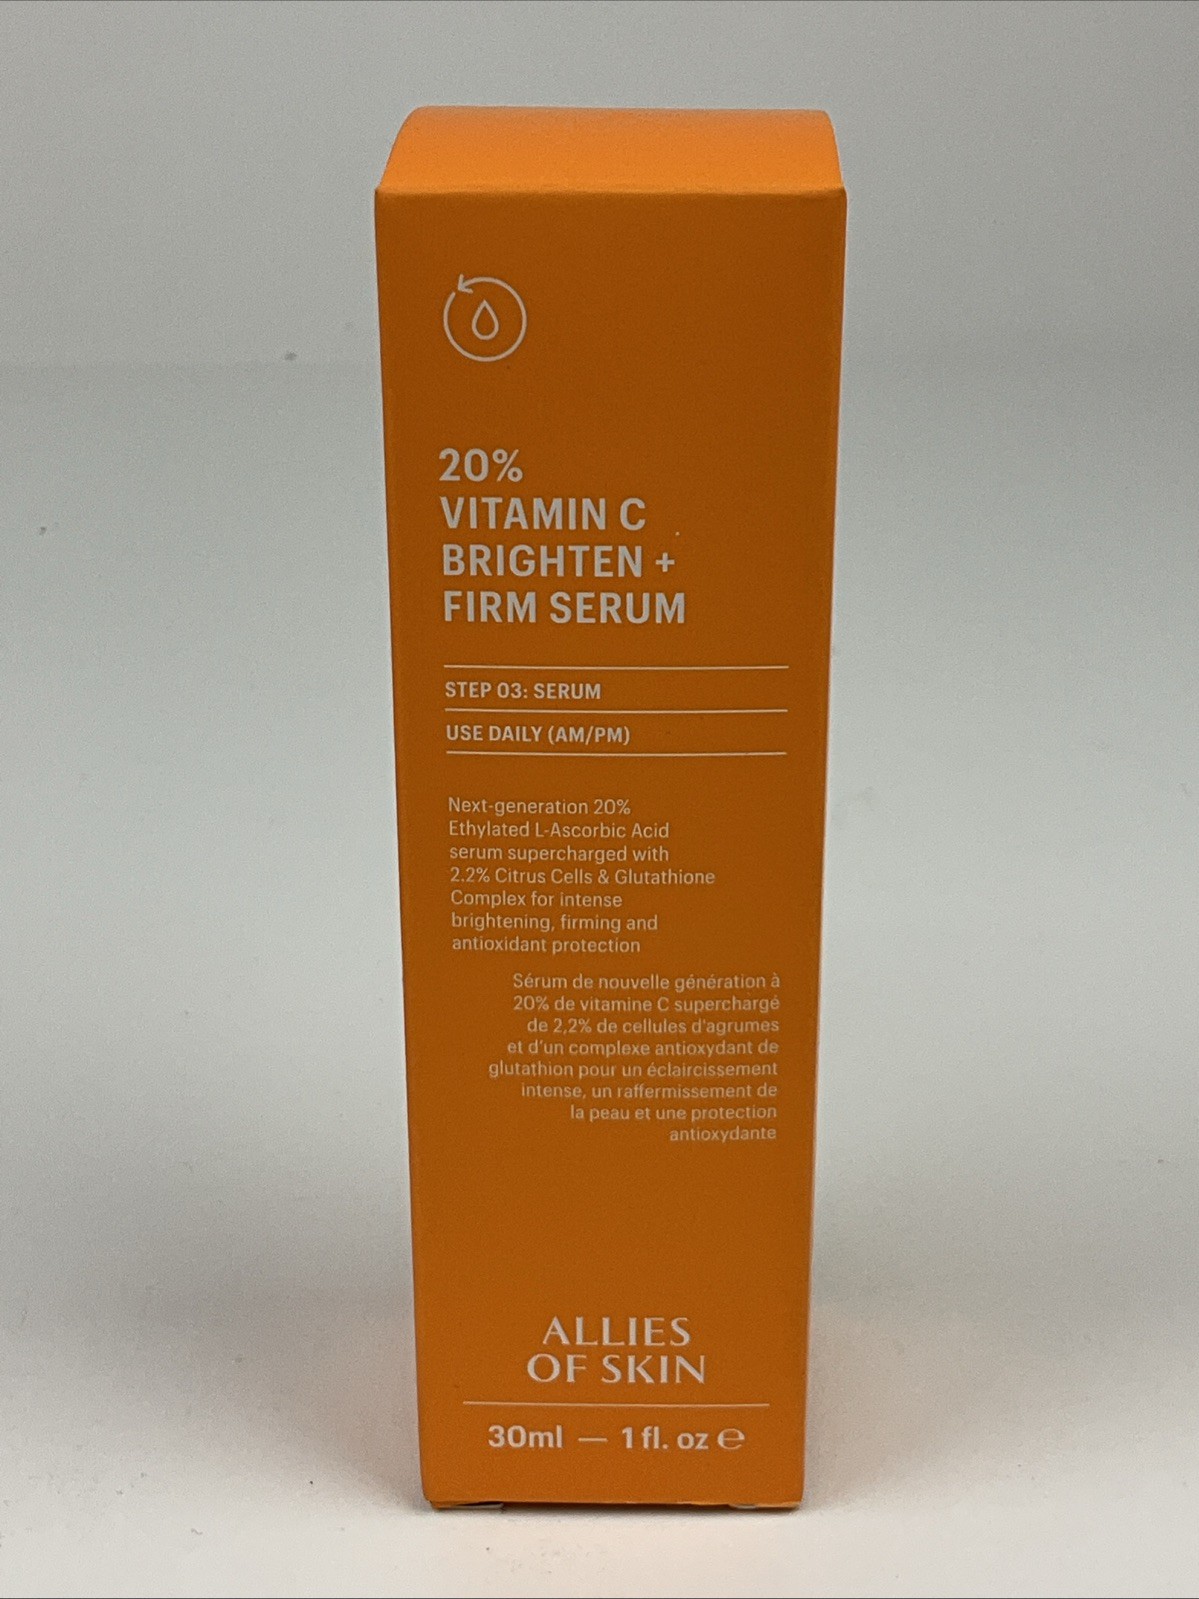 20%
VITAMIN C
BRIGHTEN +
FIRM SERUM
STEP 03: SERUM
USE DAILY (AM/PM)
Next-generation 20%
Ethylated L-Ascorbic Acid
serum supercharged with
2.2% Citrus Cells & Glutathione
Complex for intense
brightening, firming and
antioxidant protection
Sérum de nouvelle génération à
20% de vitamine C superchargé
de 2,2% de cellules d'agrumes
et d'un complexe antioxydant de
glutathion pour un éclaircissement
intense, un raffermissement de
la peau et une protection
antioxydante
ALLIES
OF SKIN
30ml — 1 fl. oz ℮